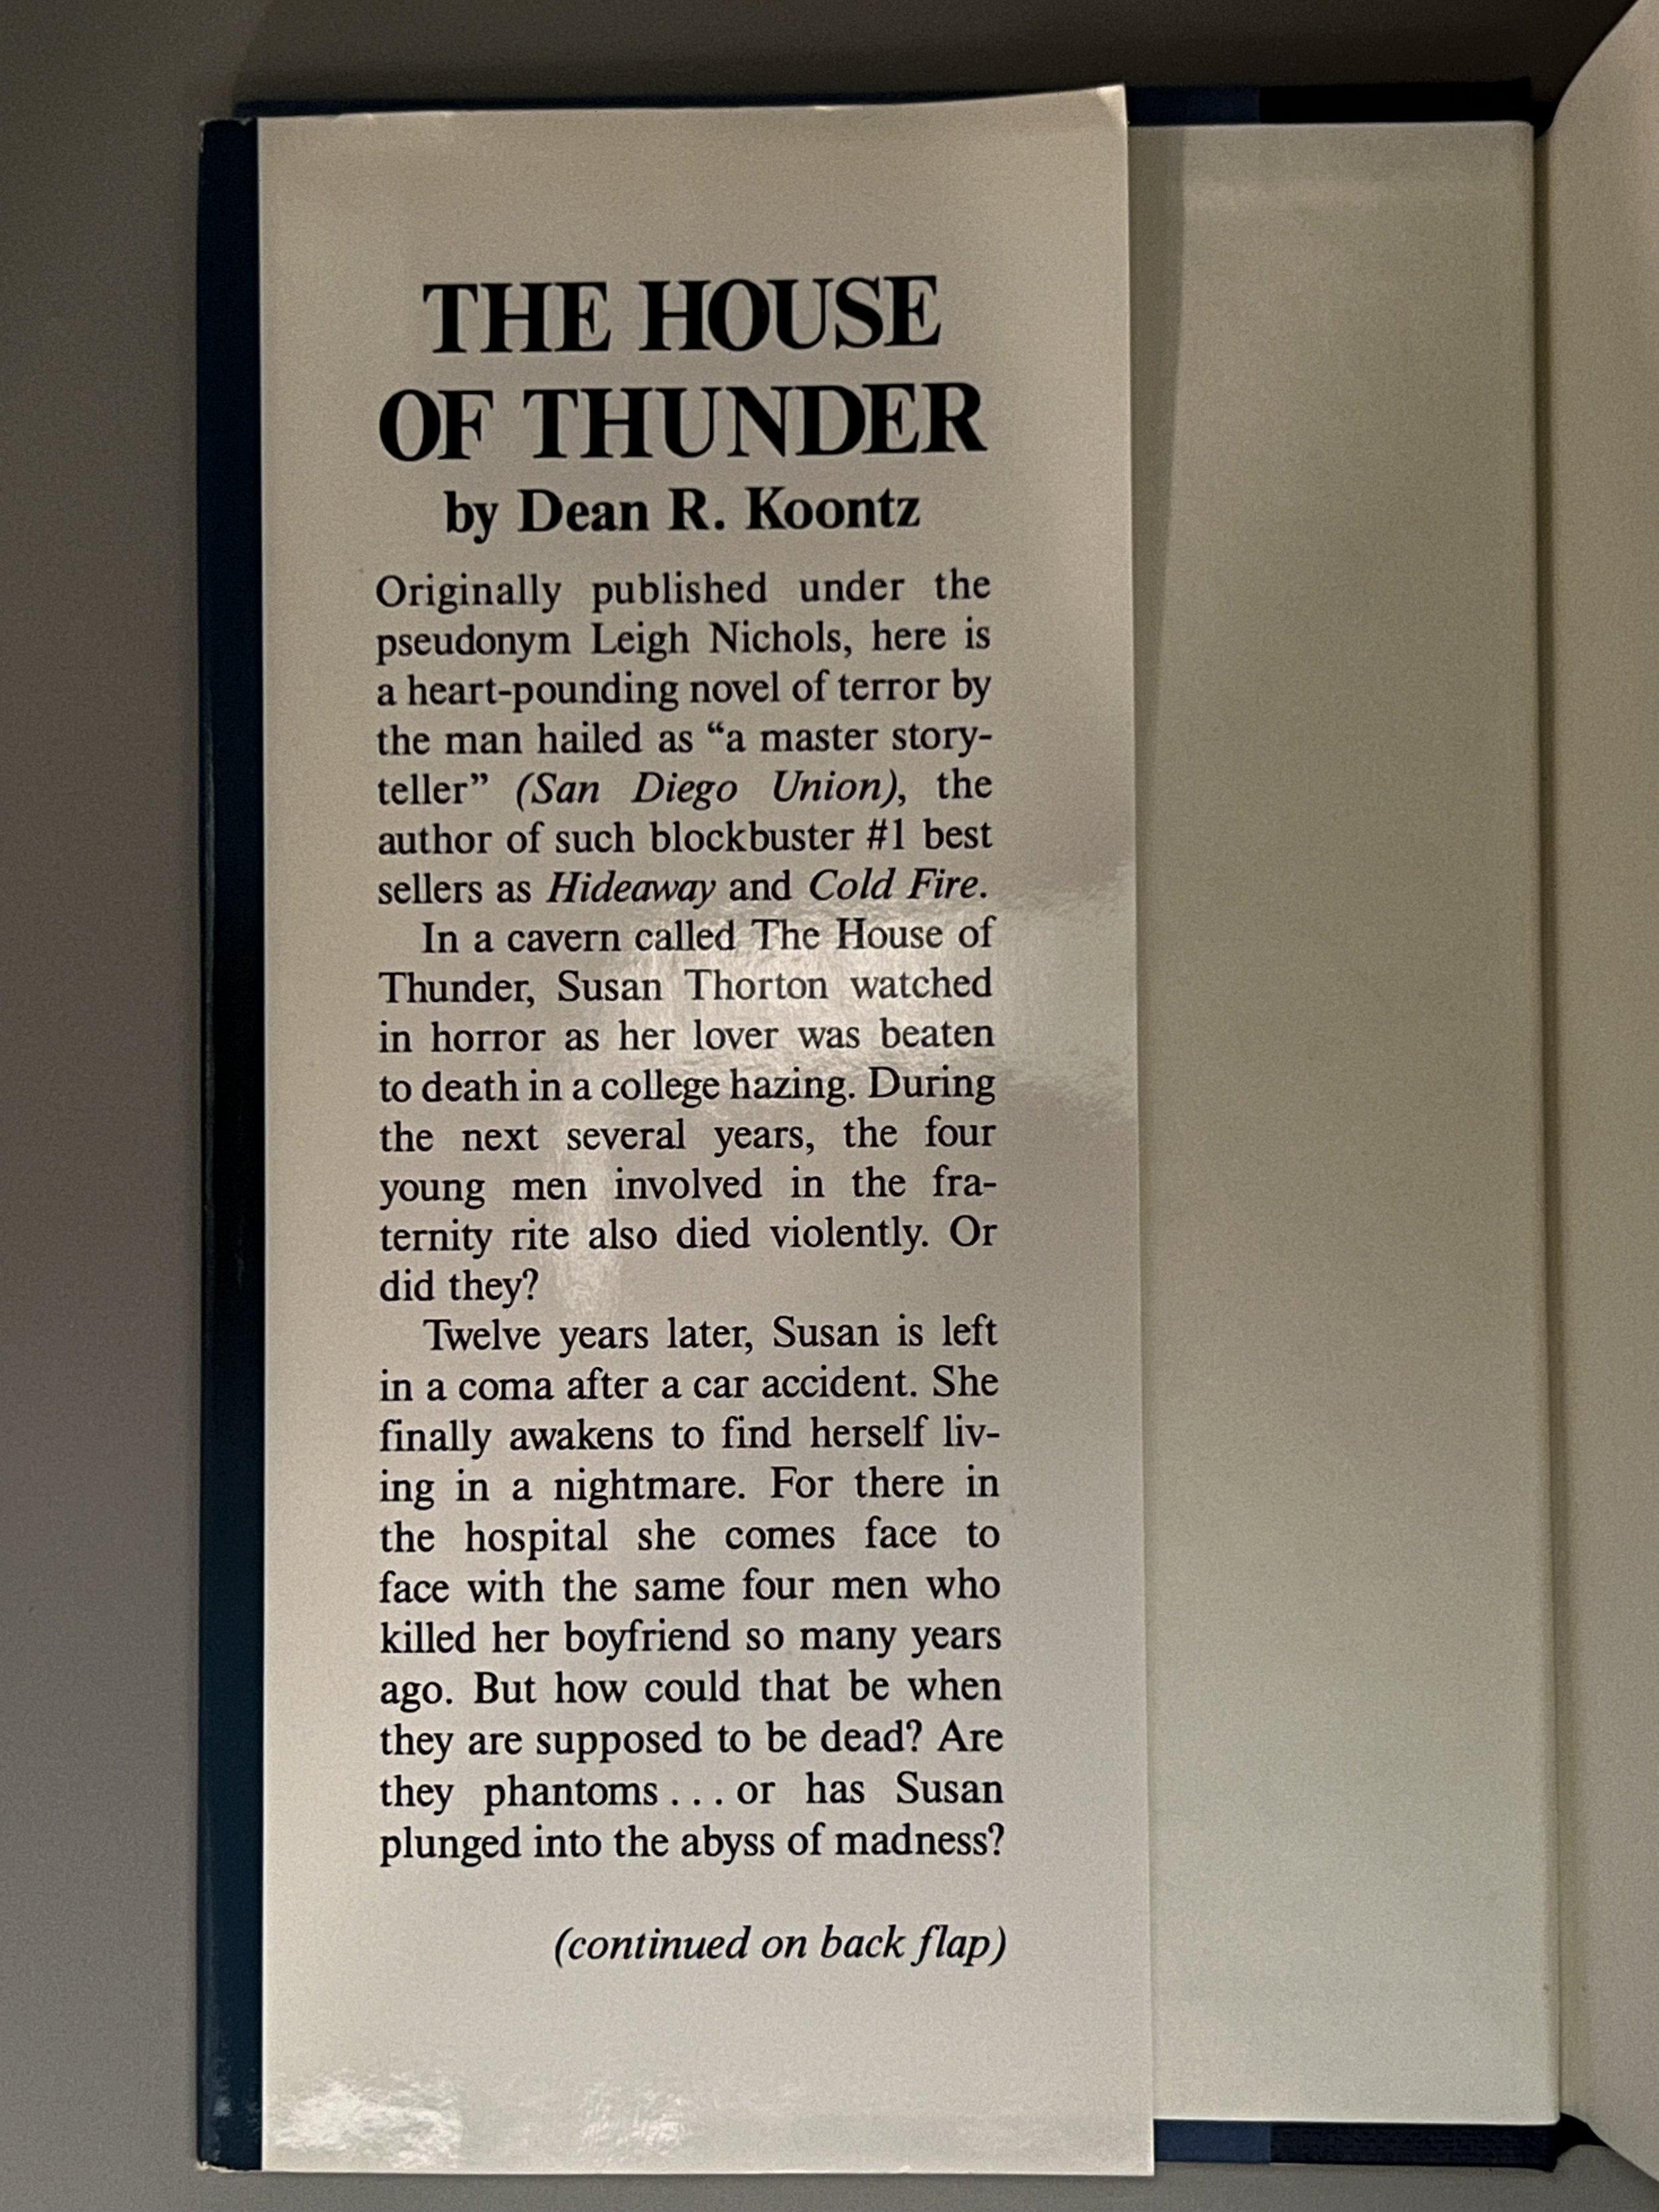 THE HOUSE
OF THUNDER
by Dean R. Koontz
Originally published under the
pseudonym Leigh Nichols, here is
a heart-pounding novel of terror by
the man hailed as “a master story-
teller” (San Diego Union), the
author of such blockbuster #1 best
sellers as Hideaway and Cold Fire.
In a cavern called The House of
Thunder, Susan Thorton watched
in horror as her lover was beaten
to death in a college hazing. During
the next several years, the four
young men involved in the fra-
ternity rite also died violently. Or
did they?
Twelve years later, Susan is left
in a coma after a car accident. She
finally awakens to find herself liv-
ing in a nightmare. For there in
the hospital she comes face to
face with the same four men who
killed her boyfriend so many years
ago. But how could that be when
they are supposed to be dead? Are
they phantoms . . . or has Susan
plunged into the abyss of madness?
(continued on back flap)